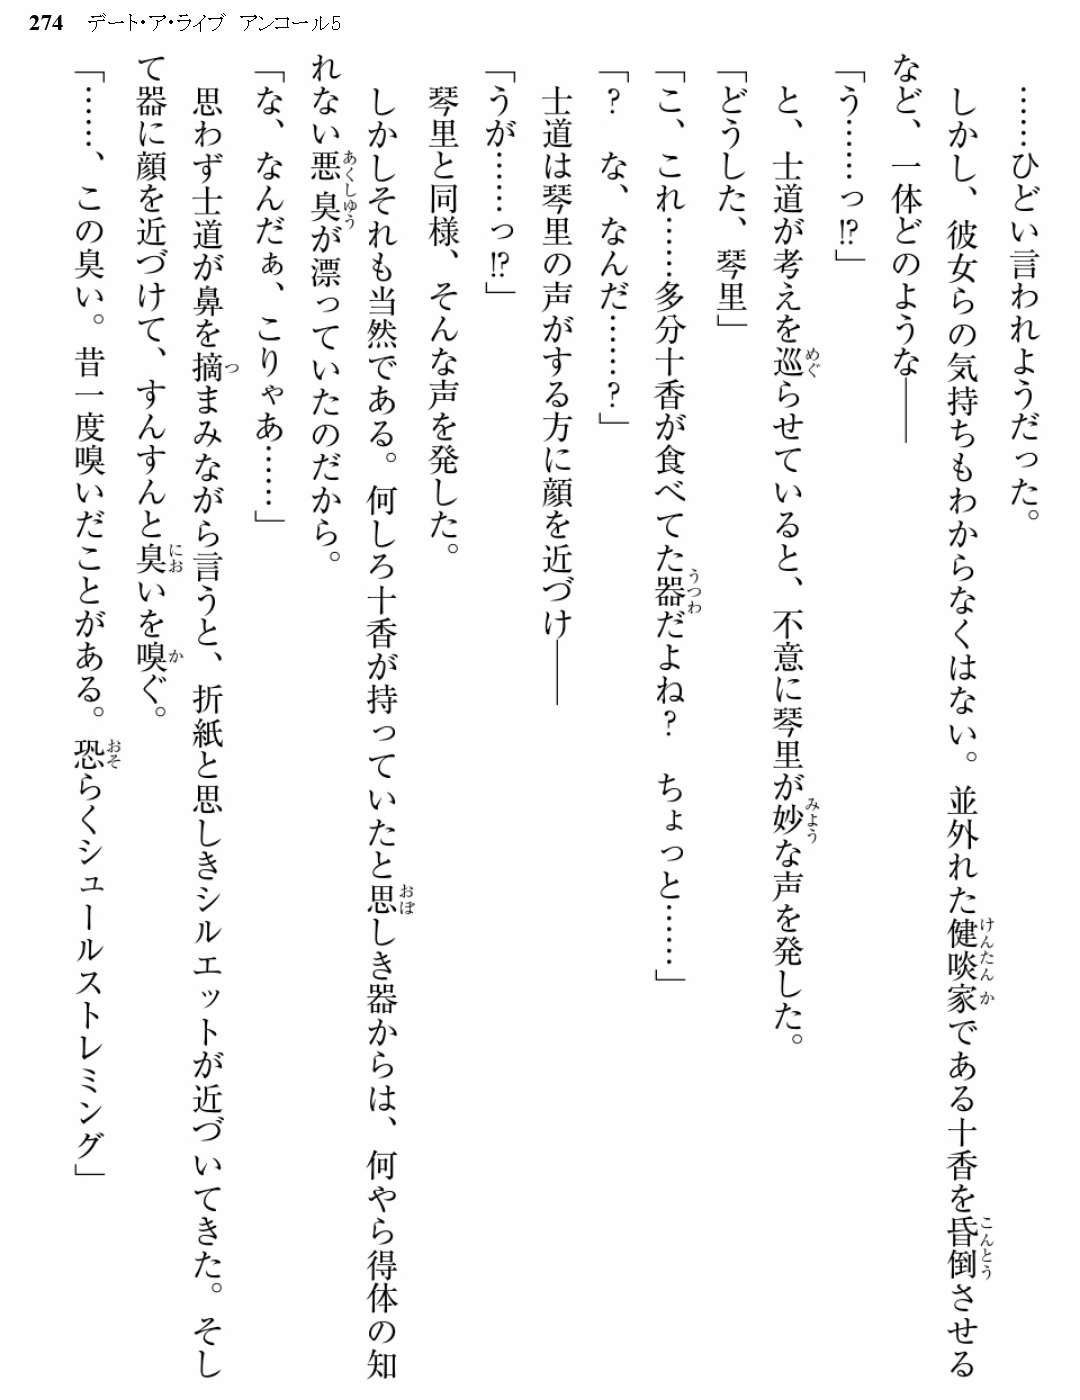 274 デート・ア・ライブ アンコール5
……ひどい言われようだった。
しかし、彼女らの気持ちもわからなくはない。並外れた健啖家である十香を昏倒させる
など、一体どのような――
「う……っ!?」
と、士道が考えを巡らせていると、不意に琴里が妙な声を発した。
「どうした、琴里」
「こ、これ……多分十香が食べてた器だよね? ちょっと……」
「? な、なんだ……?」
士道は琴里の声がする方に顔を近づけ――
「うが……っ!?」
琴里と同様、そんな声を発した。
しかしそれも当然である。何しろ十香が持っていたと思しき器からは、何やら得体の知
れない悪臭が漂っていたのだから。
「な、なんだぁ、こりゃあ……」
思わず士道が鼻を摘まみながら言うと、折紙と思しきシルエットが近づいてきた。そし
て器に顔を近づけて、すんすんと臭いを嗅ぐ。
「……、この臭い。昔一度嗅いだことがある。恐らくシュールストレミング」